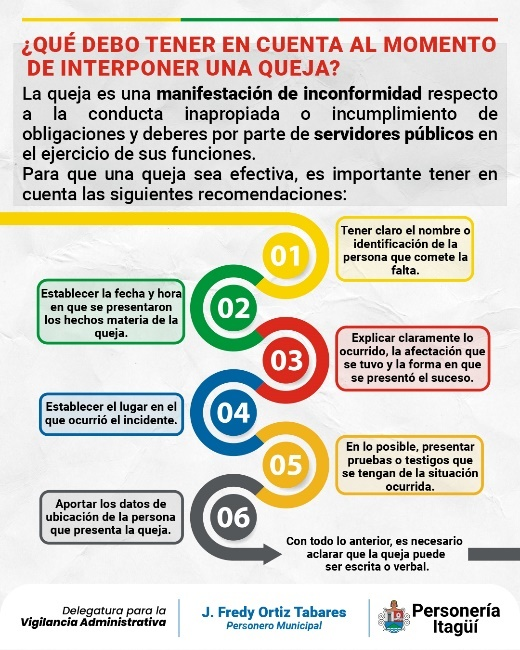 ¿QUÉ DEBO TENER EN CUENTA AL MOMENTO
DE INTERPONER UNA QUEJA?
La queja es una manifestación de inconformidad respecto
a la conducta inapropiada o incumplimiento de
obligaciones y deberes por parte de servidores públicos en
el ejercicio de sus funciones.
Para que una queja sea efectiva, es importante tener en
cuenta las siguientes recomendaciones:
01
Tener claro el nombre o
identificación de la
persona que comete la
falta.
02
Establecer la fecha y hora
en que se presentaron
los hechos materia de la
queja.
03
Explicar claramente lo
ocurrido, la afectación que
se tuvo y la forma en que
se presentó el suceso.
04
Establecer el lugar en el
que ocurrió el incidente.
05
En lo posible, presentar
pruebas o testigos que
se tengan de la situación
ocurrida.
06
Aportar los datos de
ubicación de la persona
que presenta la queja.
Con todo lo anterior, es necesario
aclarar que la queja puede
ser escrita o verbal.
Delegatura para la
Vigilancia Administrativa
J. Fredy Ortiz Tabares
Personero Municipal
Personería
Itagüí